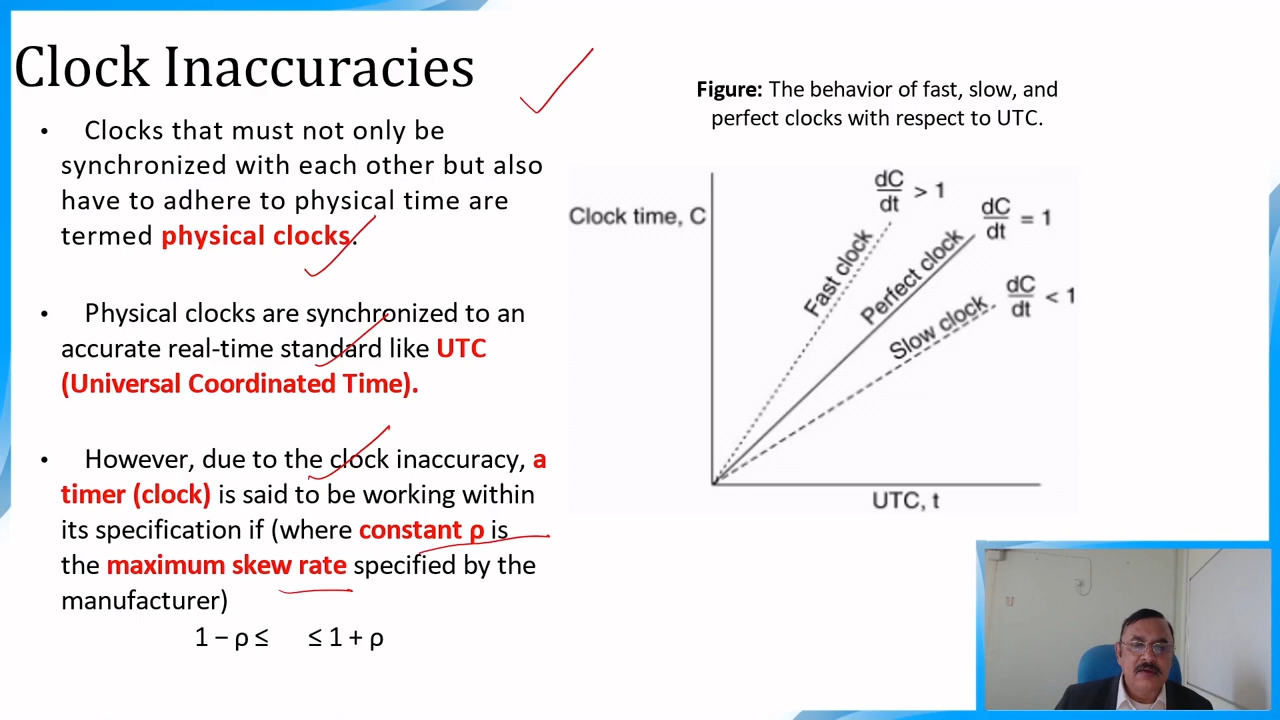 Clock Inaccuracies
• Clocks that must not only be
synchronized with each other but also
have to adhere to physical time are
termed physical clocks.
• Physical clocks are synchronized to an
accurate real-time standard like UTC
(Universal Coordinated Time).
• However, due to the clock inaccuracy, a
timer (clock) is said to be working within
its specification if (where constant ρ is
the maximum skew rate specified by the
manufacturer)
1 − ρ ≤ ≤ 1 + ρ
Figure: The behavior of fast, slow, and
perfect clocks with respect to UTC.
Clock time, C
dC
dt > 1
dC
dt = 1
dC
dt < 1
Fast clock
Perfect clock
Slow clock
UTC, t